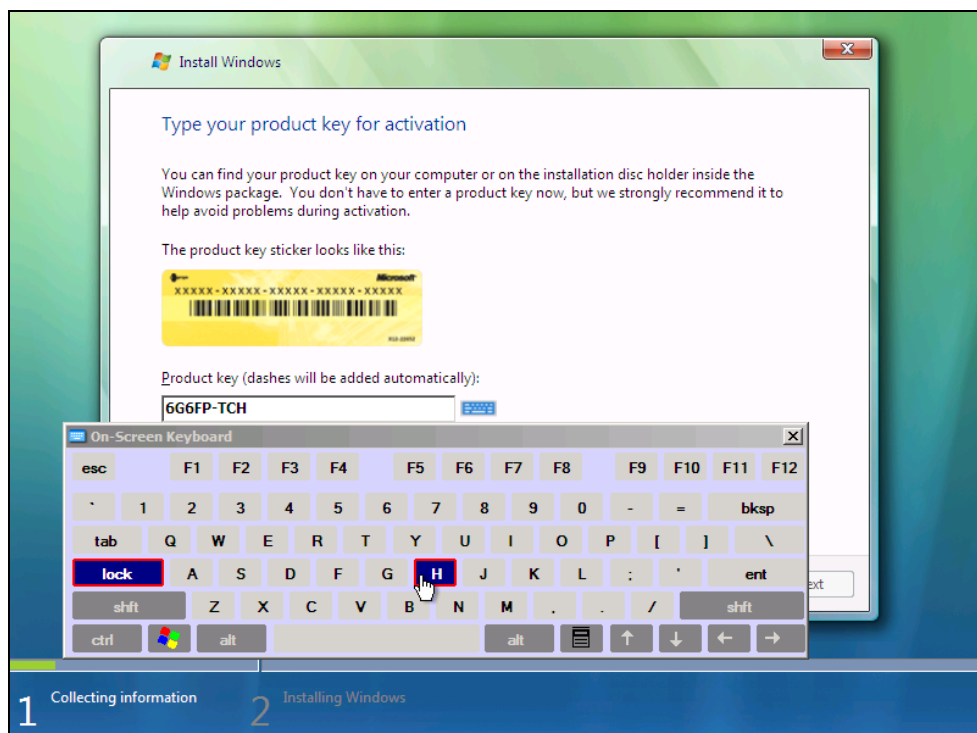 Install Windows
Type your product key for activation
You can find your product key on your computer or on the installation disc holder inside the
Windows package. You don't have to enter a product key now, but we strongly recommend it to
help avoid problems during activation.
The product key sticker looks like this:
Microsoft
XXXXX-XXXXX-XXXXX-XXXXX-XXXXX
Product key (dashes will be added automatically):
6G6FP-TCH
On-Screen Keyboard
esc F1 F2 F3 F4 F5 F6 F7 F8 F9 F10 F11 F12
` 1 2 3 4 5 6 7 8 9 0 - = bksp
tab Q W E R T Y U I O P [ ] \
lock A S D F G H J K L ; ' ent
shft Z X C V B N M , . / shft
ctrl alt alt ↑ ↓ ← →
1 Collecting information 2 Installing Windows